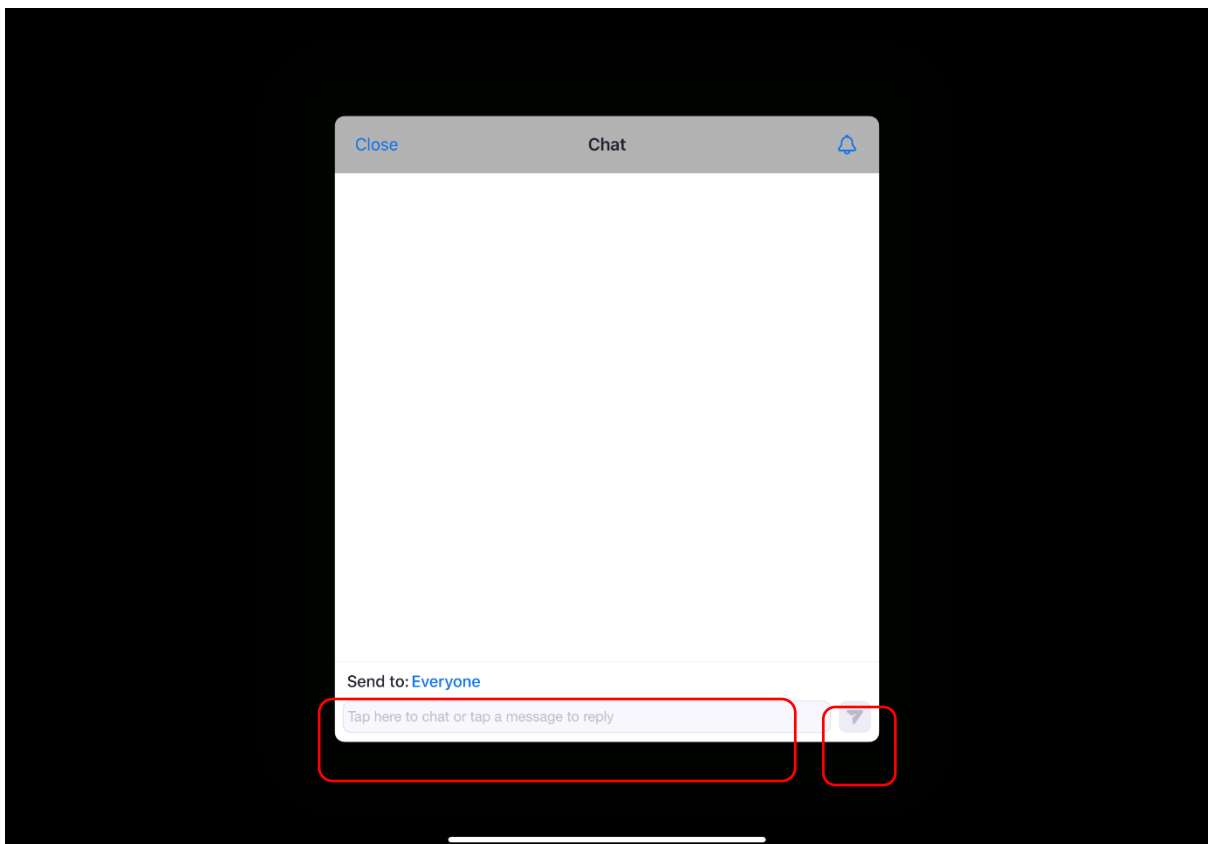 Close Chat
Send to: Everyone
Tap here to chat or tap a message to reply